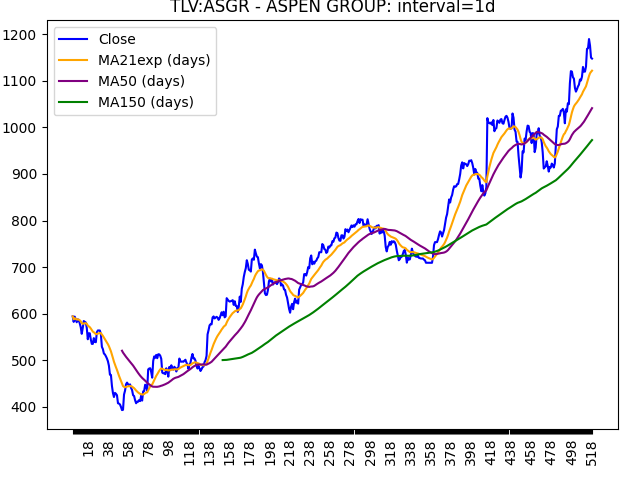 TLV:ASGR - ASPEN GROUP: interval=1d
Close
MA21exp (days)
MA50 (days)
MA150 (days)
1200
1100
1000
900
800
700
600
500
400
18 38 58 78 98 118 138 158 178 198 218 238 258 278 298 318 338 358 378 398 418 438 458 478 498 518